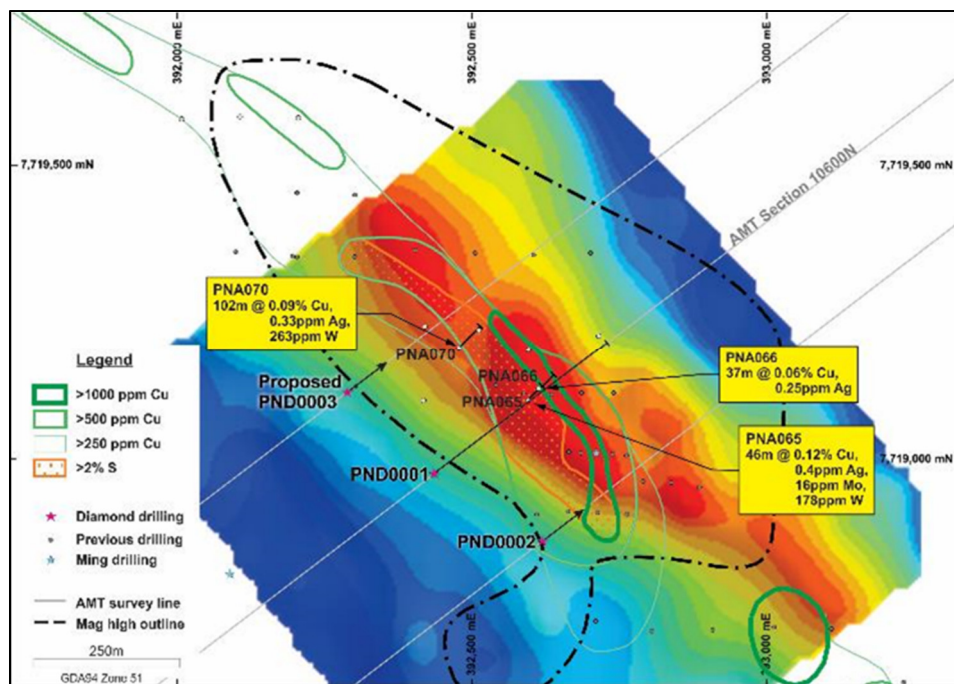 392,000 mE
392,500 mE
393,000 mE
7,719,500 mN
7,719,500 mN
AMT Section 10600N
PNA070
102m @ 0.09% Cu,
0.33ppm Ag,
263ppm W
PNA070
PNA066
PNA065
PNA066
37m @ 0.06% Cu,
0.25ppm Ag
PNA065
46m @ 0.12% Cu,
0.4ppm Ag,
16ppm Mo,
178ppm W
7,719,000 mN
Proposed
PND0003
PND0001
PND0002
Legend
>1000 ppm Cu
>500 ppm Cu
>250 ppm Cu
>2% S
Diamond drilling
Previous drilling
Ming drilling
AMT survey line
Mag high outline
250m
GDA94 Zone 51
392,500 mE
393,000 mE